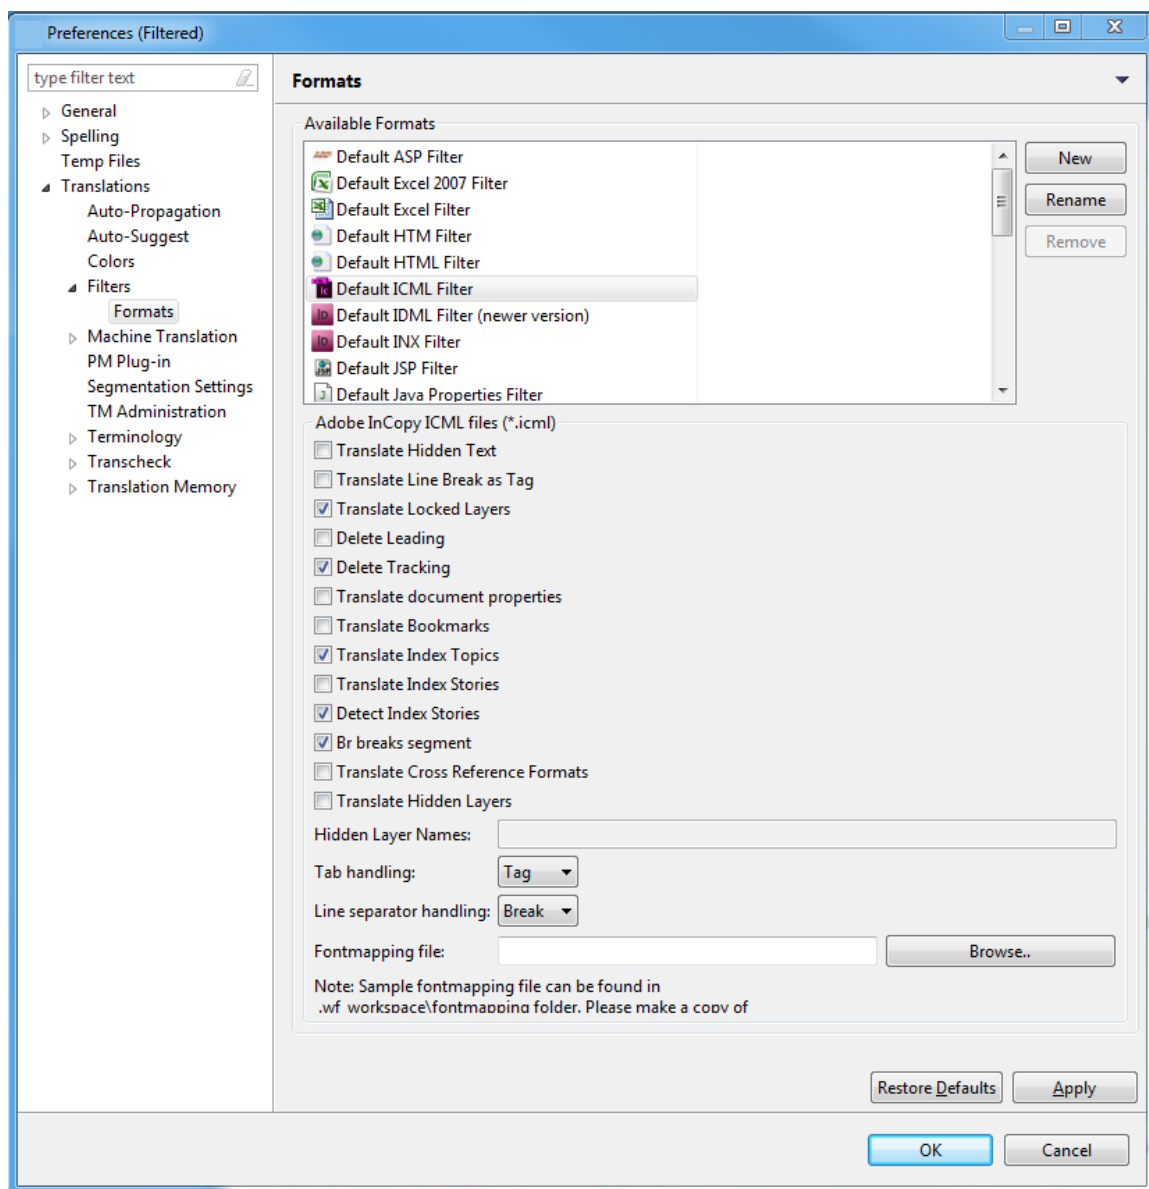 Preferences (Filtered)
type filter text
General
Spelling
Temp Files
Translations
Auto-Propagation
Auto-Suggest
Colors
Filters
Formats
Machine Translation
PM Plug-in
Segmentation Settings
TM Administration
Terminology
Transcheck
Translation Memory
Formats
Available Formats
Default ASP Filter
Default Excel 2007 Filter
Default Excel Filter
Default HTM Filter
Default HTML Filter
Default ICML Filter
Default IDML Filter (newer version)
Default INX Filter
Default JSP Filter
Default Java Properties Filter
New
Rename
Remove
Adobe InCopy ICML files (*.icml)
Translate Hidden Text
Translate Line Break as Tag
Translate Locked Layers
Delete Leading
Delete Tracking
Translate document properties
Translate Bookmarks
Translate Index Topics
Translate Index Stories
Detect Index Stories
Br breaks segment
Translate Cross Reference Formats
Translate Hidden Layers
Hidden Layer Names:
Tab handling: Tag
Line separator handling: Break
Fontmapping file: Browse..
Note: Sample fontmapping file can be found in
.wf_workspace\fontmapping folder. Please make a copy of
Restore Defaults Apply
OK Cancel